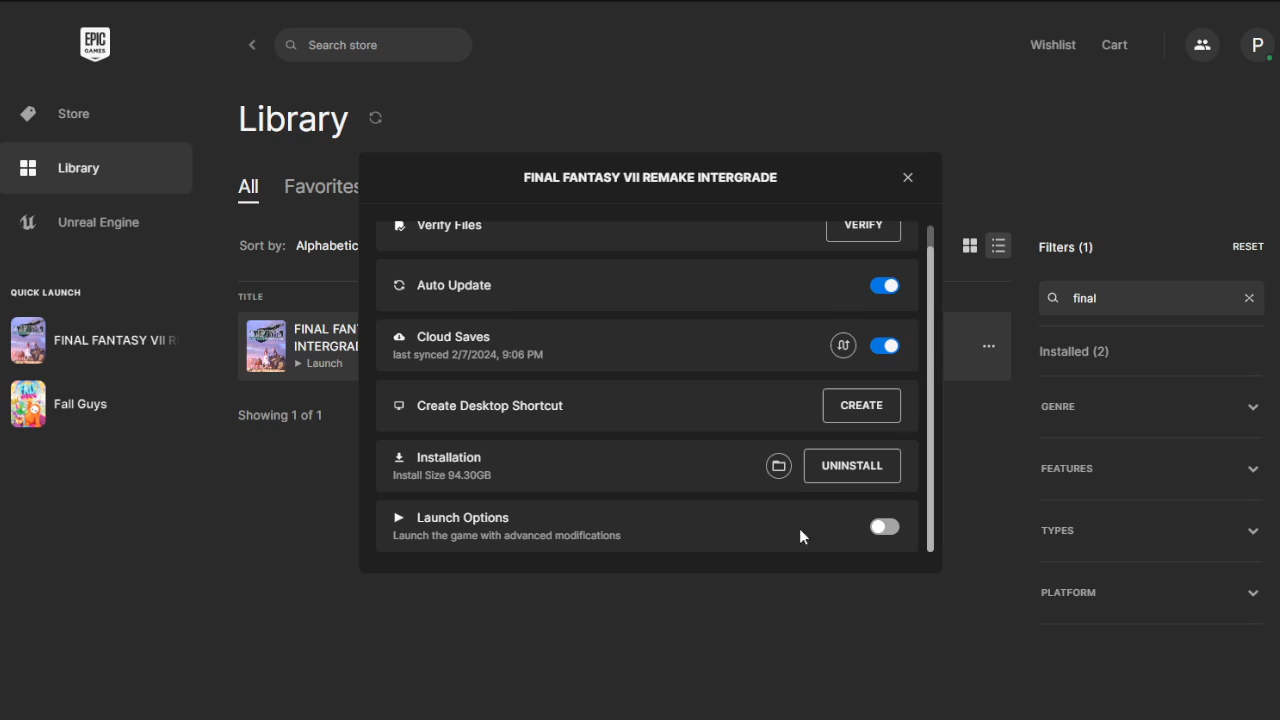 EPIC
GAMES
Search store
Wishlist
Cart
P
Store
Library
Unreal Engine
QUICK LAUNCH
FINAL FANTASY VII R
Fall Guys
Library
All
Favorites
Sort by: Alphabetic
TITLE
FINAL FAN
INTERGRA
Launch
Showing 1 of 1
FINAL FANTASY VII REMAKE INTERGRADE
Verify Files
VERIFY
Auto Update
Cloud Saves
last synced 2/7/2024, 9:06 PM
Create Desktop Shortcut
CREATE
Installation
Install Size 94.30GB
UNINSTALL
Launch Options
Launch the game with advanced modifications
Filters (1)
RESET
final
Installed (2)
GENRE
FEATURES
TYPES
PLATFORM